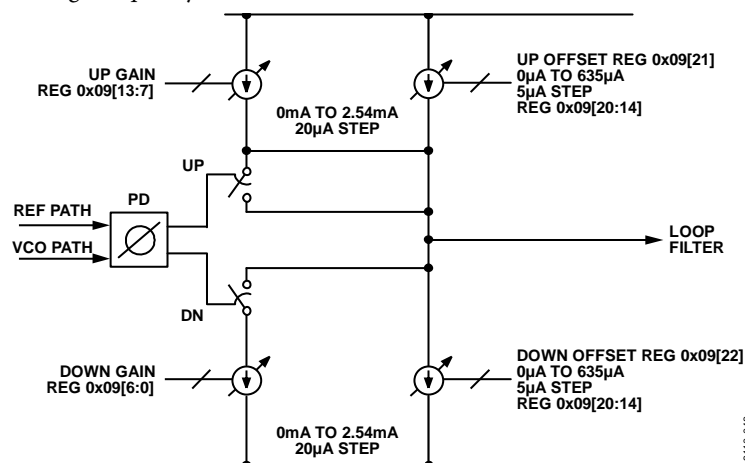 UP GAIN
REG 0x09[13:7]
UP OFFSET REG 0x09[21]
0µA TO 635µA
5µA STEP
REG 0x09[20:14]
0mA TO 2.54mA
20µA STEP
UP
PD
REF PATH
VCO PATH
LOOP
FILTER
DN
DOWN GAIN
REG 0x09[6:0]
DOWN OFFSET REG 0x09[22]
0µA TO 635µA
5µA STEP
REG 0x09[20:14]
0mA TO 2.54mA
20µA STEP